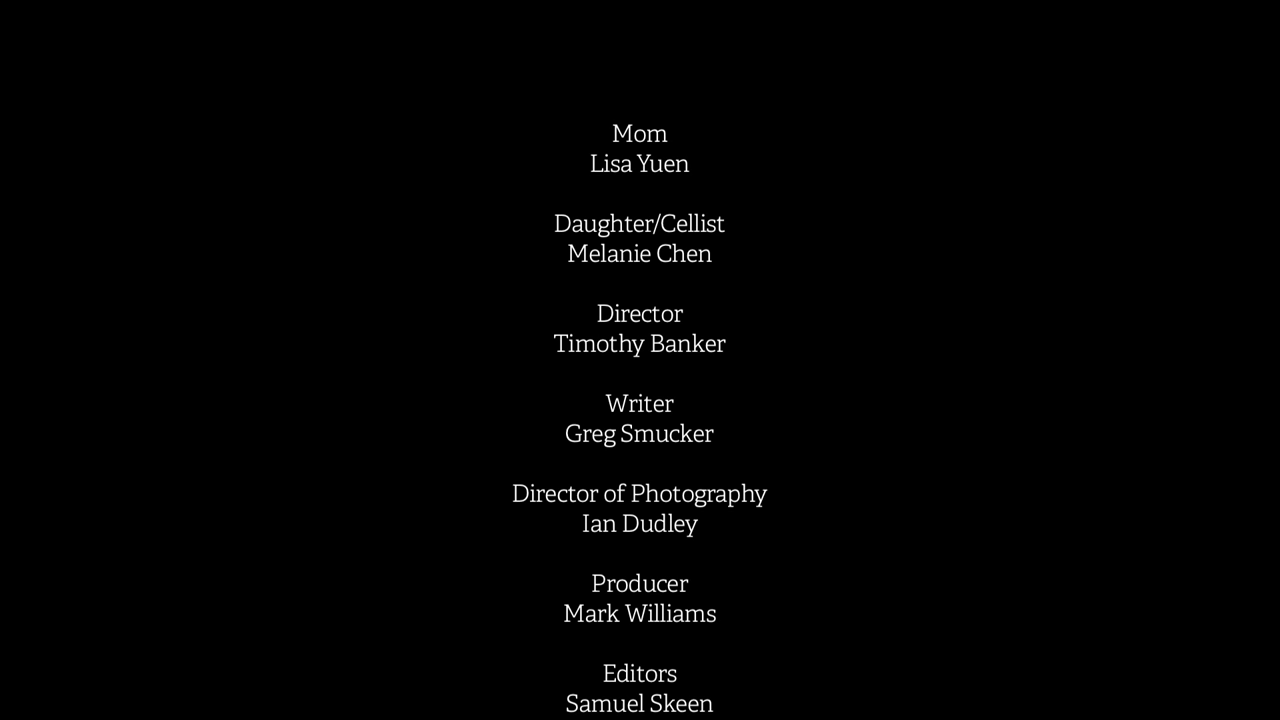 Mom
Lisa Yuen
Daughter/Cellist
Melanie Chen
Director
Timothy Banker
Writer
Greg Smucker
Director of Photography
Ian Dudley
Producer
Mark Williams
Editors
Samuel Skeen